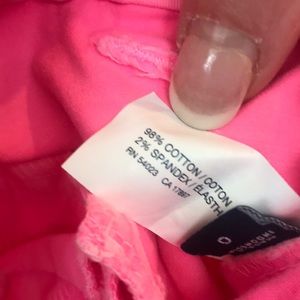 98% COTTON/COTON
2% SPANDEX/ELASTH
RN 54023 CA 17897